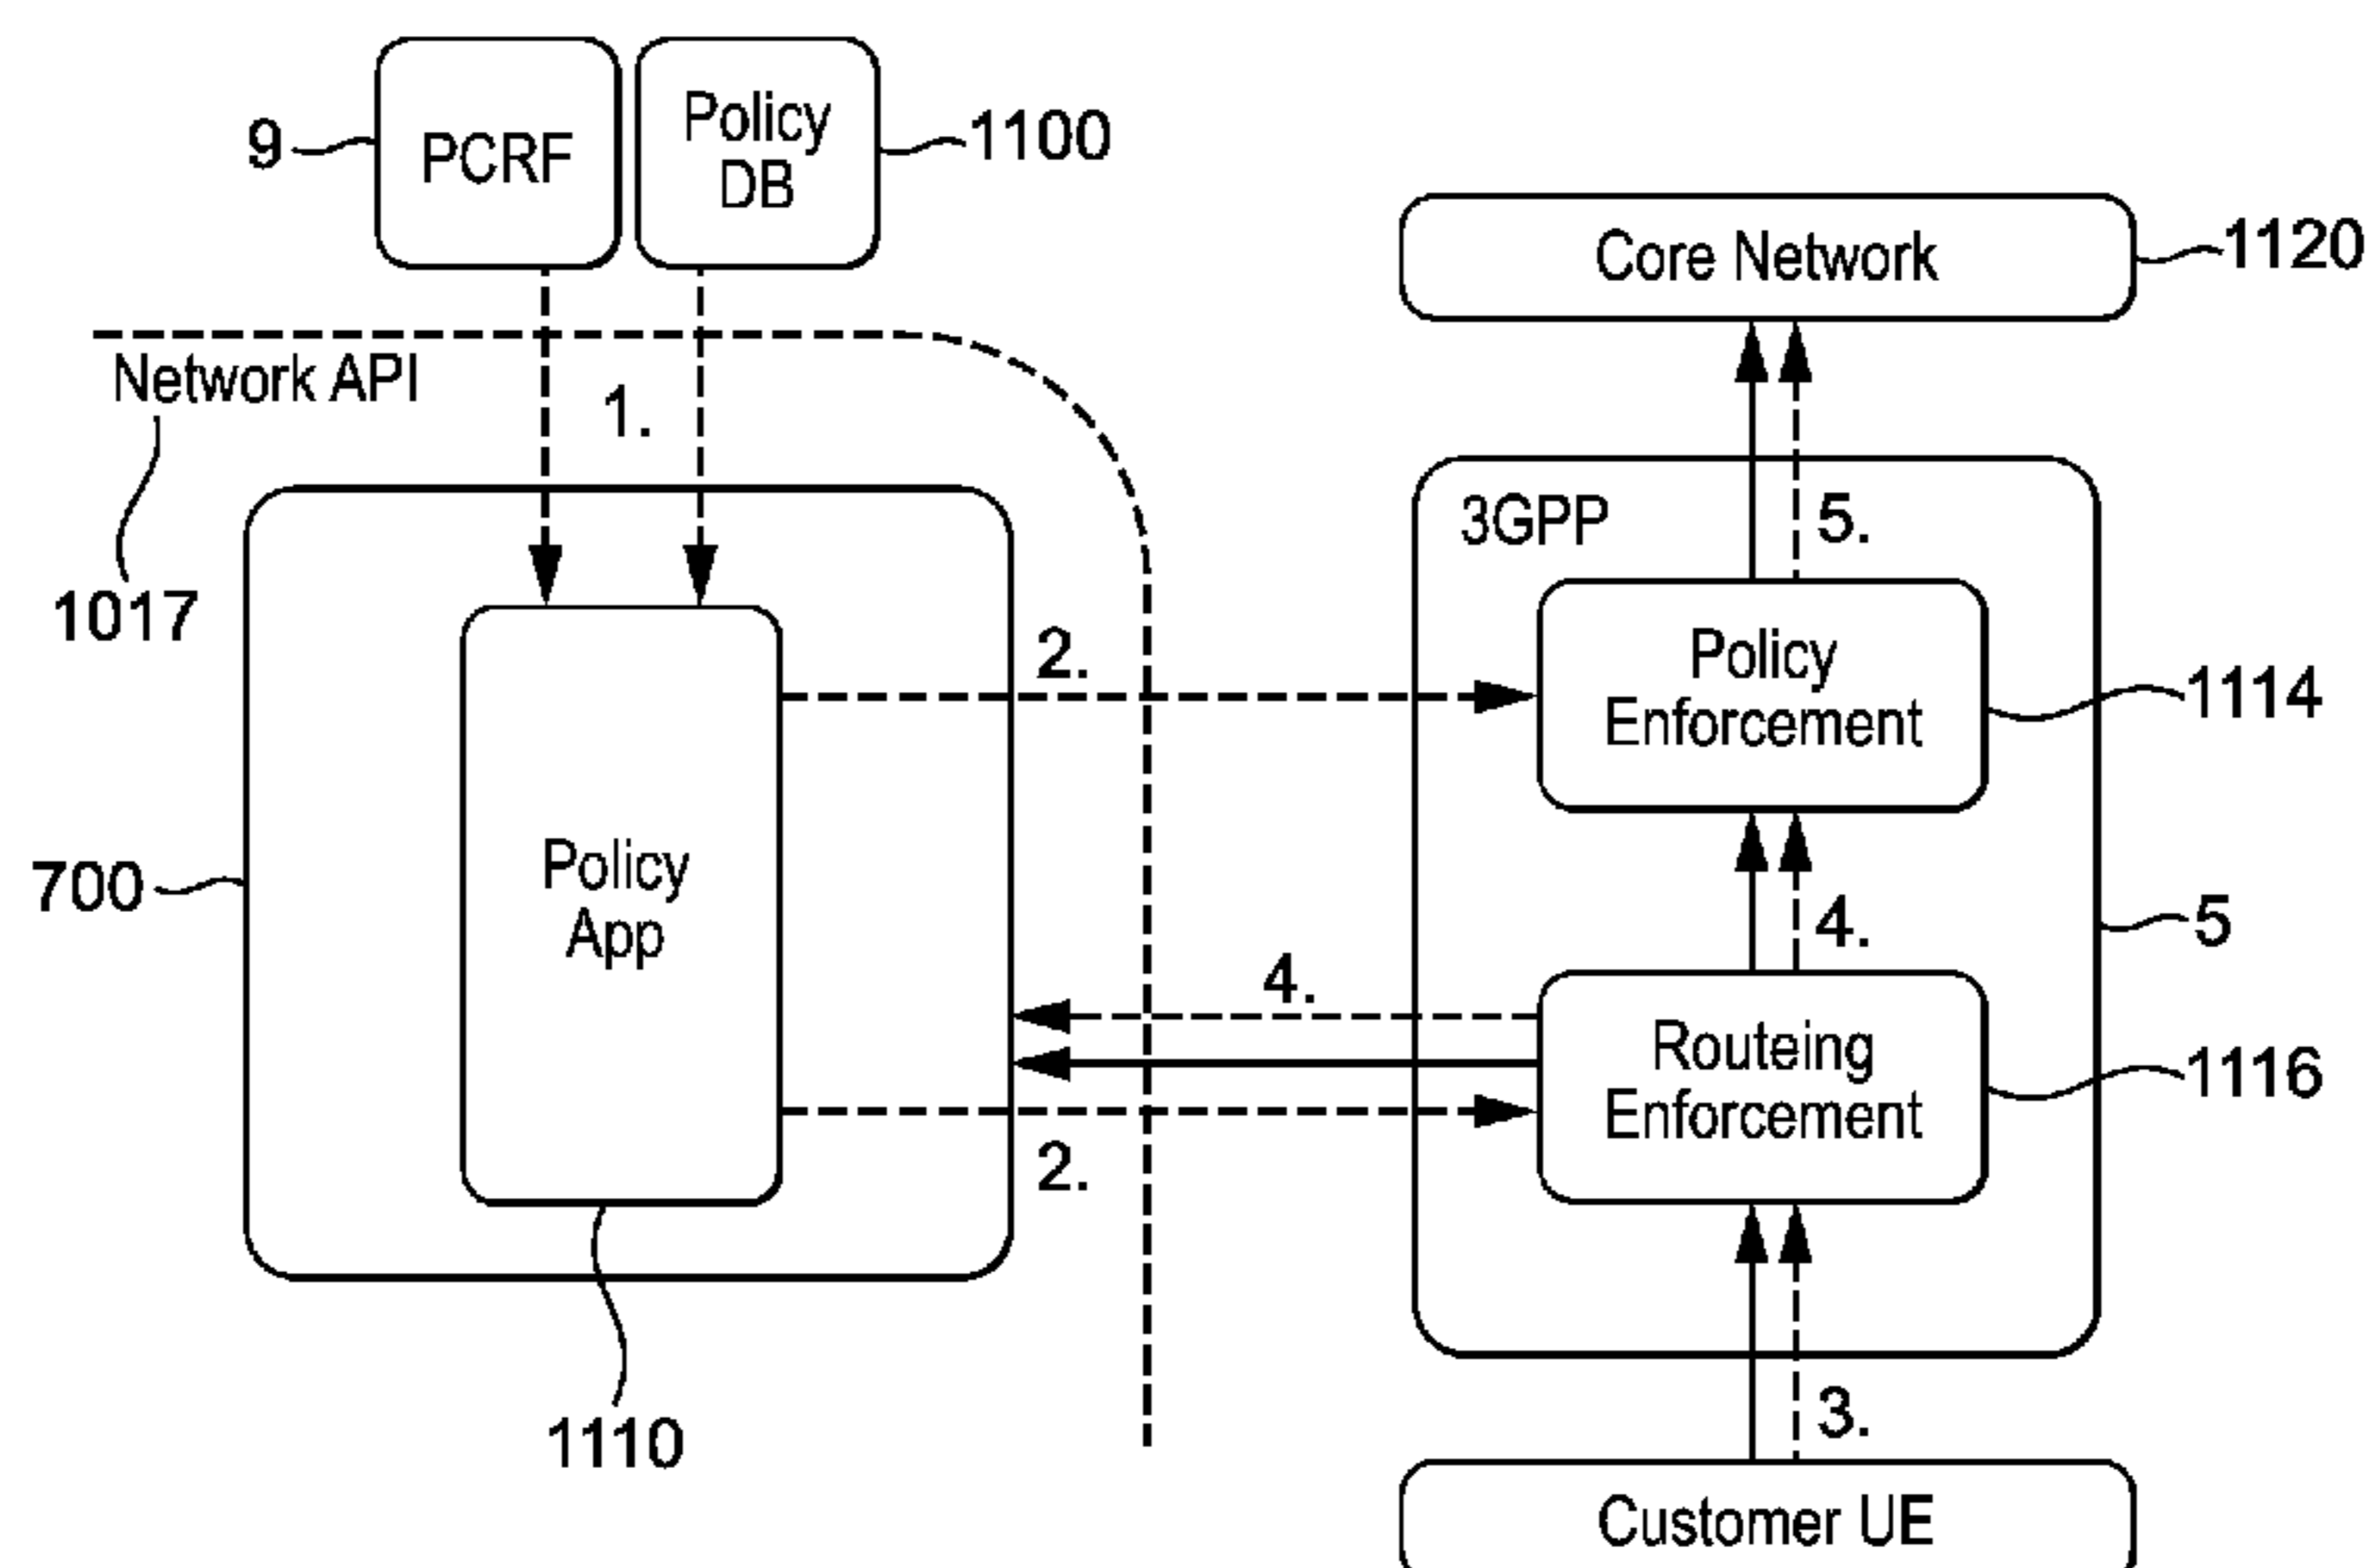 9
PCRF
Policy
DB
1100
Core Network
1120
Network API
1.
1017
3GPP
5.
2.
Policy
Enforcement
1114
700
Policy
App
4.
5
4.
Routeing
Enforcement
1116
2.
1110
3.
Customer UE